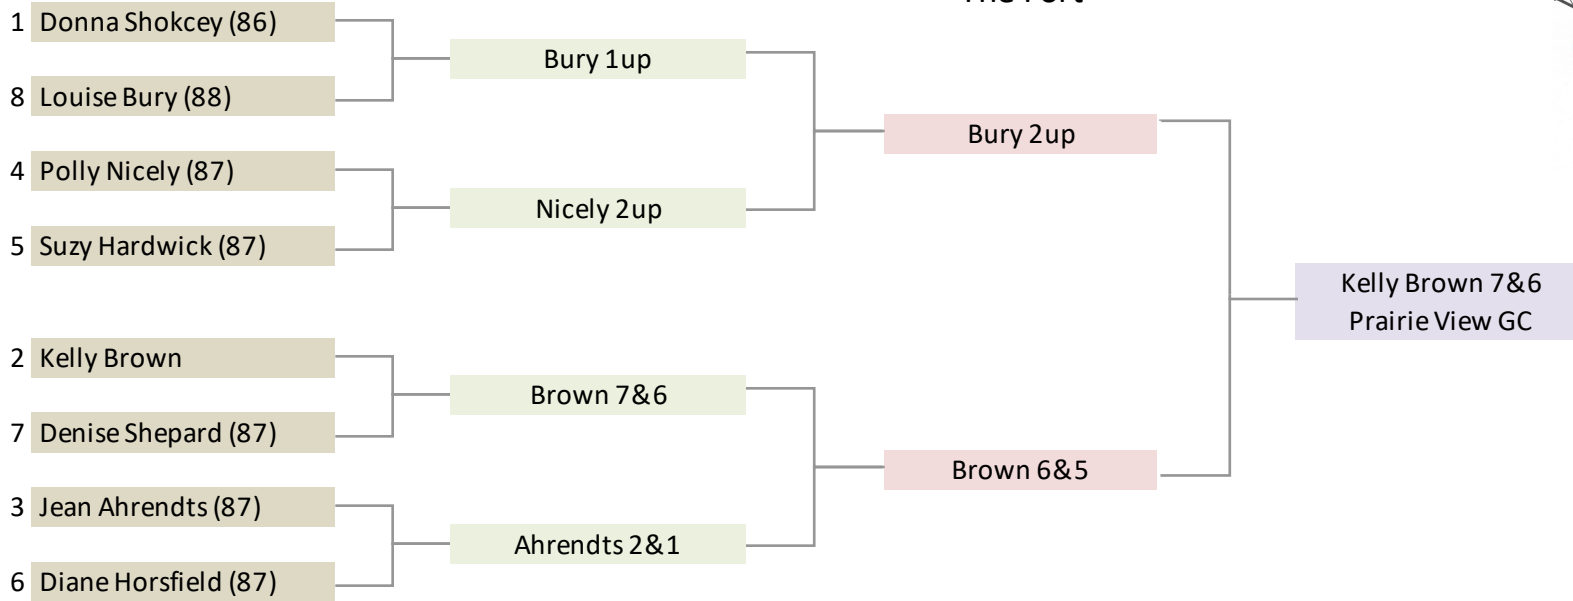 1 Donna Shokcey (86)
8 Louise Bury (88)
4 Polly Nicely (87)
5 Suzy Hardwick (87)
2 Kelly Brown
7 Denise Shepard (87)
3 Jean Ahrendts (87)
6 Diane Horsfield (87)
Bury 1up
Nicely 2up
Brown 7&6
Ahrendts 2&1
Bury 2up
Brown 6&5
Kelly Brown 7&6
Prairie View GC